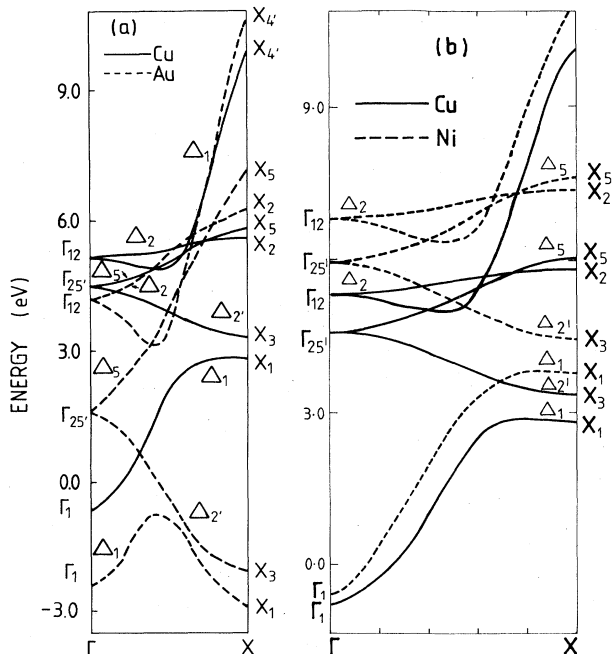 (a)
Cu
Au
9.0
6.0
3.0
0.0
-3.0
ENERGY (eV)
Γ12
Γ25'
Γ12
Γ25'
Γ1
Γ1
Δ1
Δ2
Δ5
Δ2
Δ2'
Δ5
Δ1
Δ2'
Δ1
X4'
X4'
X5
X2
X5
X2
X3
X1
X3
X1
Γ
X
(b)
Cu
Ni
9.0
3.0
0.0
Γ12
Γ25'
Γ12
Γ25'
Γ1
Γ1
Δ2
Δ5
Δ2
Δ5
Δ2'
Δ1
Δ2'
Δ1
X5
X2
X5
X2
X3
X1
X3
X1
Γ
X